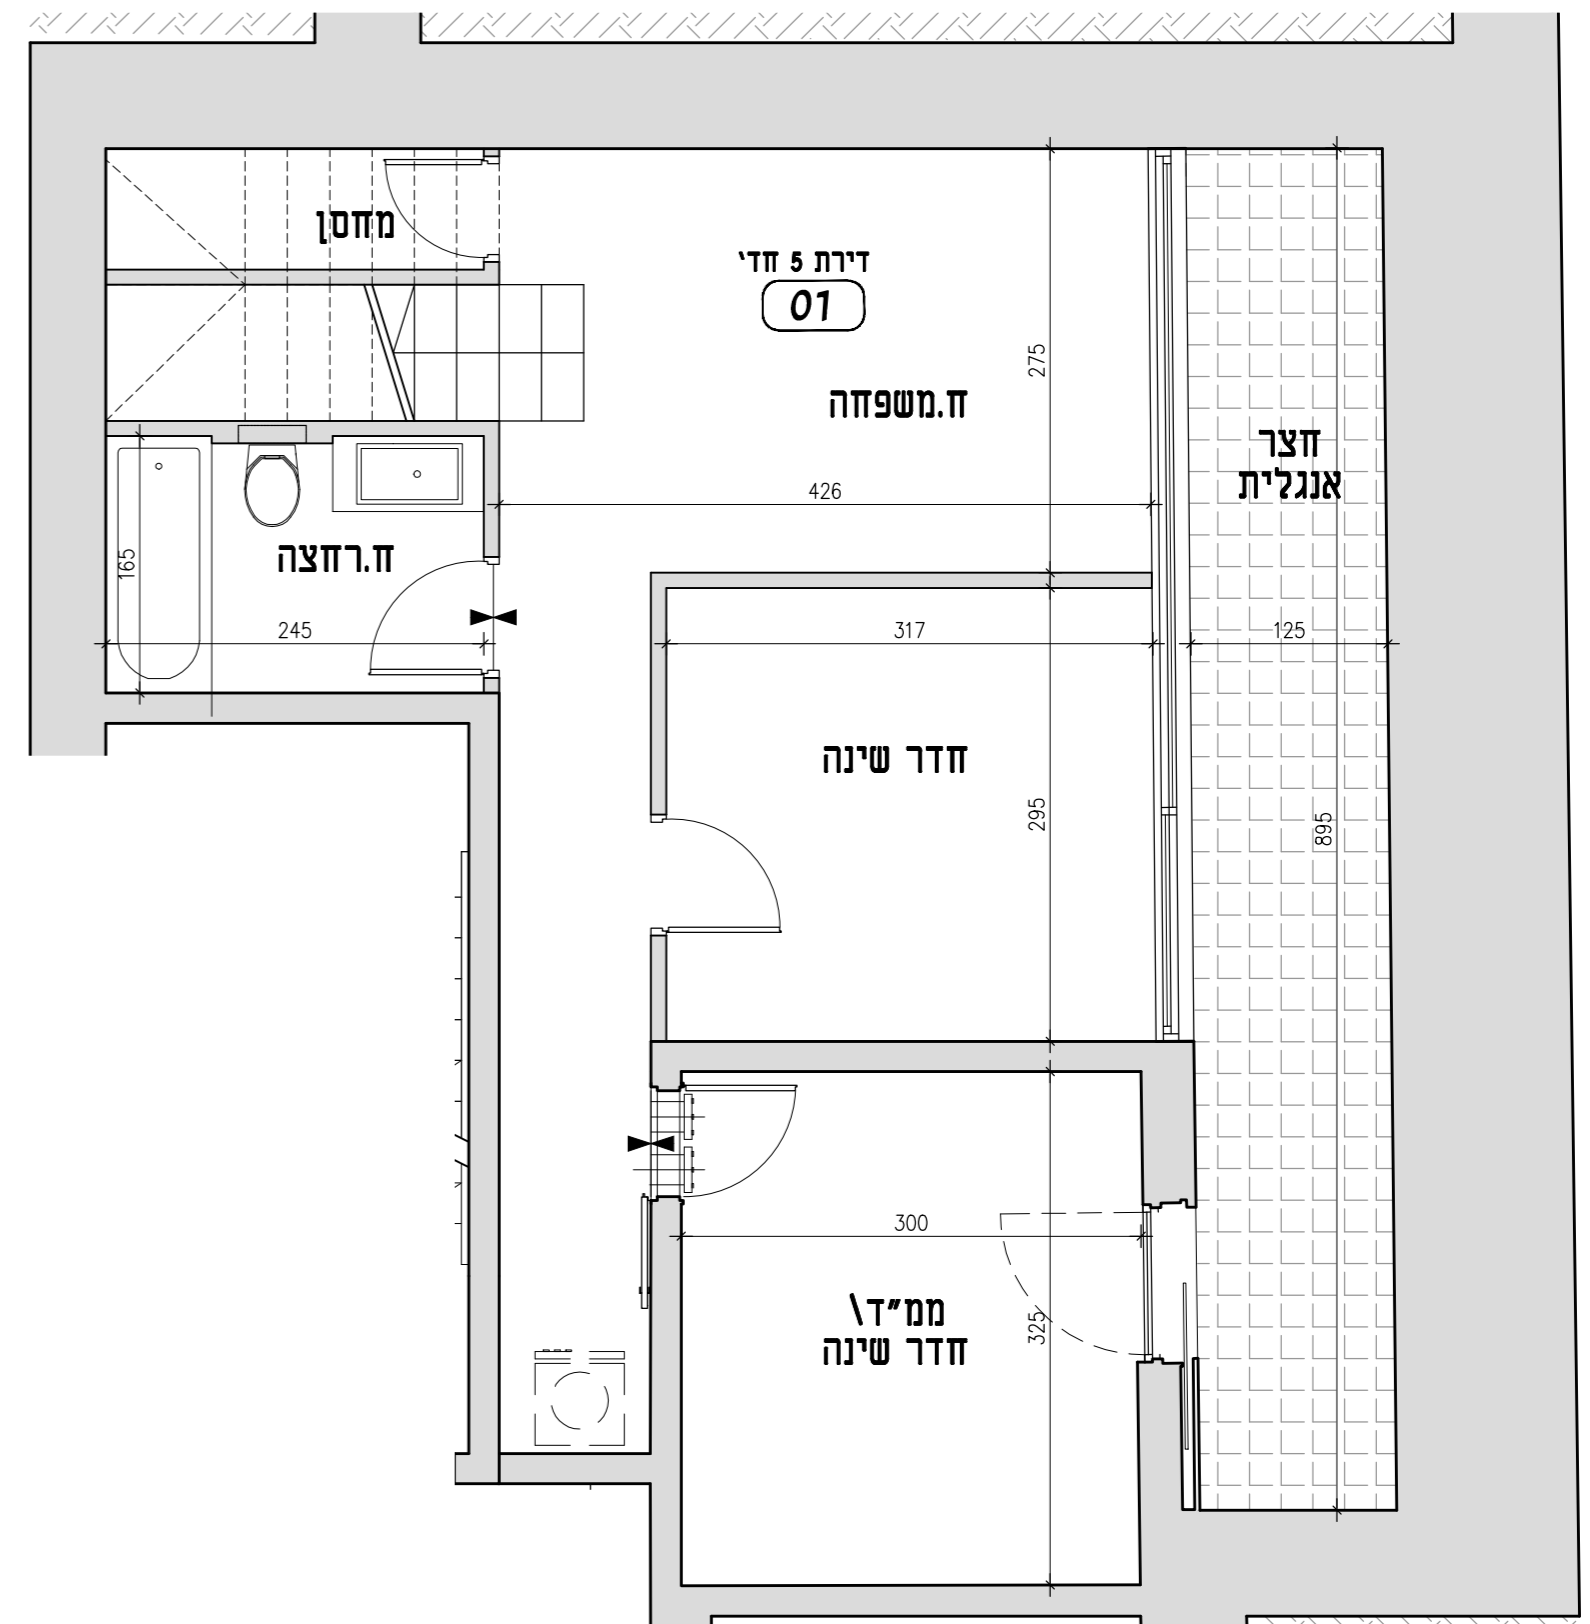 מחסן
דירת 5 חד'
01
275
ח.משפחה
חצר
אנגלית
426
ח.רחצה
165
245
317
125
חדר שינה
295
895
300
ממ"ד\
חדר שינה
325